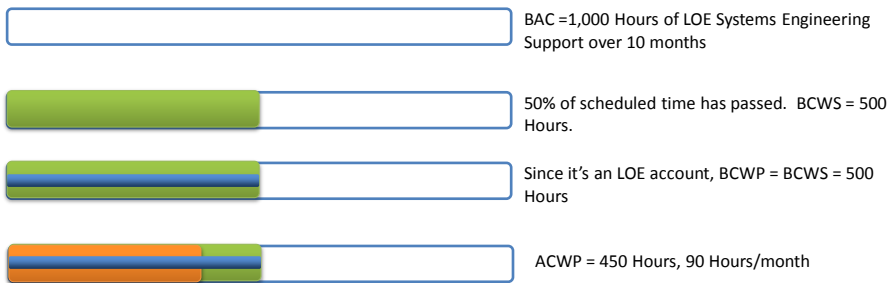 BAC =1,000 Hours of LOE Systems Engineering
Support over 10 months
50% of scheduled time has passed.  BCWS = 500
Hours.
Since it’s an LOE account, BCWP = BCWS = 500
Hours
ACWP = 450 Hours, 90 Hours/month